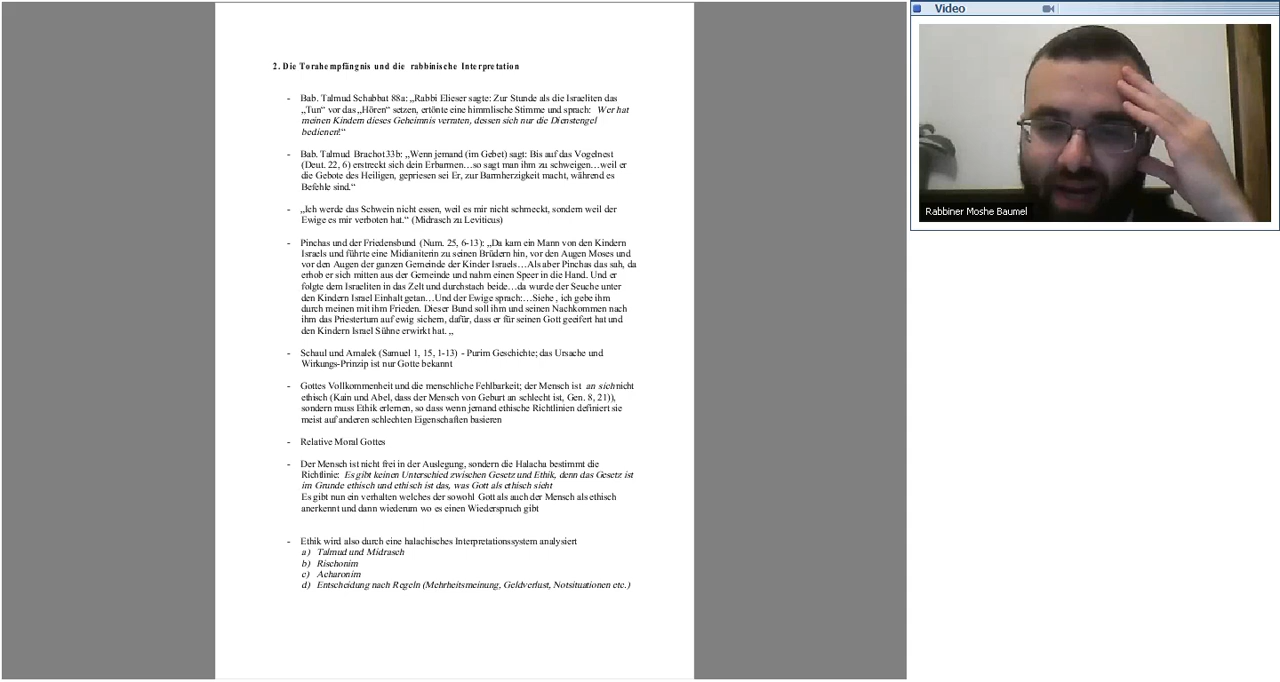 2. Die Torahempfängnis und die rabbinische Interpretation
- Bab. Talmud Schabbat 88a: „Rabbi Elieser sagte: Zur Stunde als die Israeliten das
„Tun“ vor das „Hören“ setzen, ertönte eine himmlische Stimme und sprach: Wer hat
meinen Kindern dieses Geheimnis verraten, dessen sich nur die Dienstengel
bedienen!“
- Bab. Talmud Brachot 33b: „Wenn jemand (im Gebet) sagt: Bis auf das Vogelnest
(Deut. 22, 6) erstreckt sich dein Erbarmen…so sagt man ihm zu schweigen…weil er
die Gebote des Heiligen, gepriesen sei Er, zur Barmherzigkeit macht, während es
Befehle sind.“
- „Ich werde das Schwein nicht essen, weil es mir nicht schmeckt, sondern weil der
Ewige es mir verboten hat.“ (Midrasch zu Leviticus)
- Pinchas und der Friedensbund (Num. 25, 6-13): „Da kam ein Mann von den Kindern
Israels und führte eine Midianiterin zu seinen Brüdern hin, vor den Augen Moses und
vor den Augen der ganzen Gemeinde der Kinder Israels…Als aber Pinchas das sah, da
erhob er sich mitten aus der Gemeinde und nahm einen Speer in die Hand. Und er
folgte dem Israeliten in das Zelt und durchstach beide…da wurde der Seuche unter
den Kindern Israel Einhalt getan…Und der Ewige sprach:…Siehe , ich gebe ihm
durch meinen mit ihm Frieden. Dieser Bund soll ihm und seinen Nachkommen nach
ihm das Priestertum auf ewig sichern, dafür, dass er für seinen Gott geeifert hat und
den Kindern Israel Sühne erwirkt hat. „
- Schaul und Amalek (Samuel 1, 15, 1-13) - Purim Geschichte; das Ursache und
Wirkungs-Prinzip ist nur Gotte bekannt
- Gottes Vollkommenheit und die menschliche Fehlbarkeit; der Mensch ist an sich nicht
ethisch (Kain und Abel, dass der Mensch von Geburt an schlecht ist, Gen. 8, 21)),
sondern muss Ethik erlernen, so dass wenn jemand ethische Richtlinien definiert sie
meist auf anderen schlechten Eigenschaften basieren
- Relative Moral Gottes
- Der Mensch ist nicht frei in der Auslegung, sondern die Halacha bestimmt die
Richtlinie: Es gibt keinen Unterschied zwischen Gesetz und Ethik, denn das Gesetz ist
im Grunde ethisch und ethisch ist das, was Gott als ethisch sieht
Es gibt nun ein verhalten welches der sowohl Gott als auch der Mensch als ethisch
anerkennt und dann wiederum wo es einen Wiederspruch gibt
- Ethik wird also durch eine halachisches Interpretationssystem analysiert
a) Talmud und Midrasch
b) Rischonim
c) Acharonim
d) Entscheidung nach Regeln (Mehrheitsmeinung, Geldverlust, Notsituationen etc.)
Video
Rabbiner Moshe Baumel